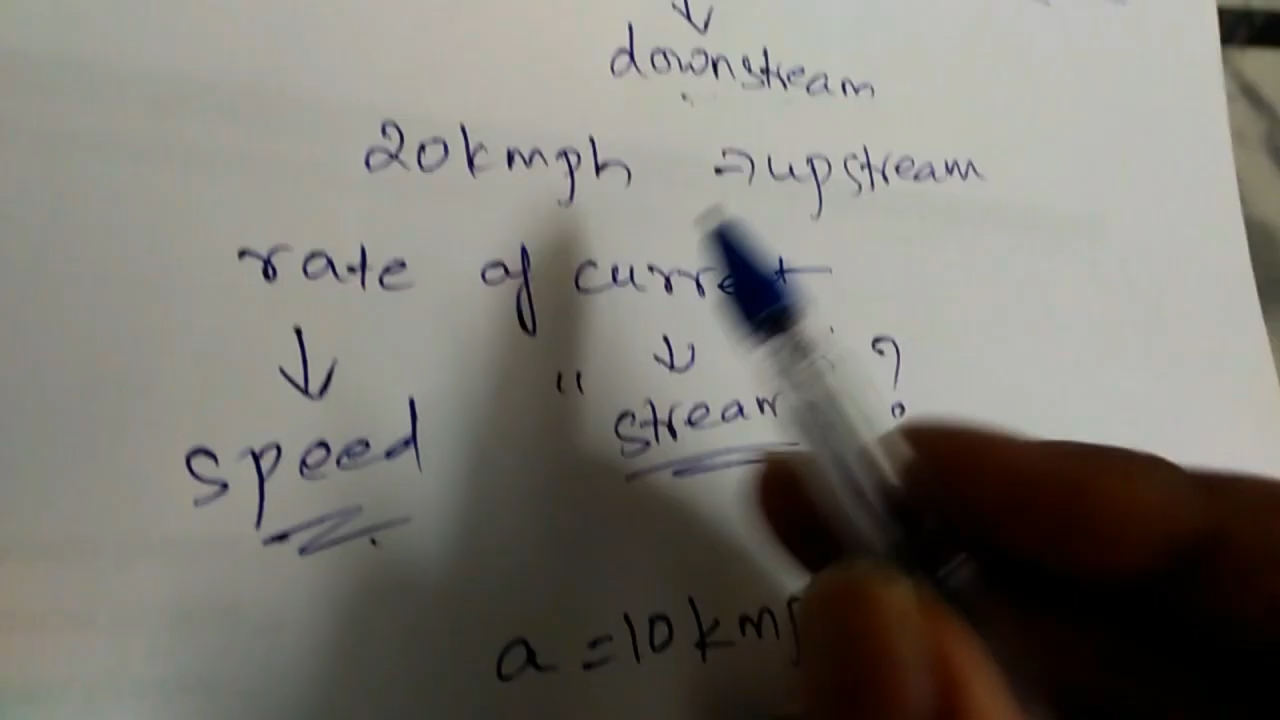 downstream
20kmph ⇒ upstream
rate of current
speed " stream ?
a = 10 km